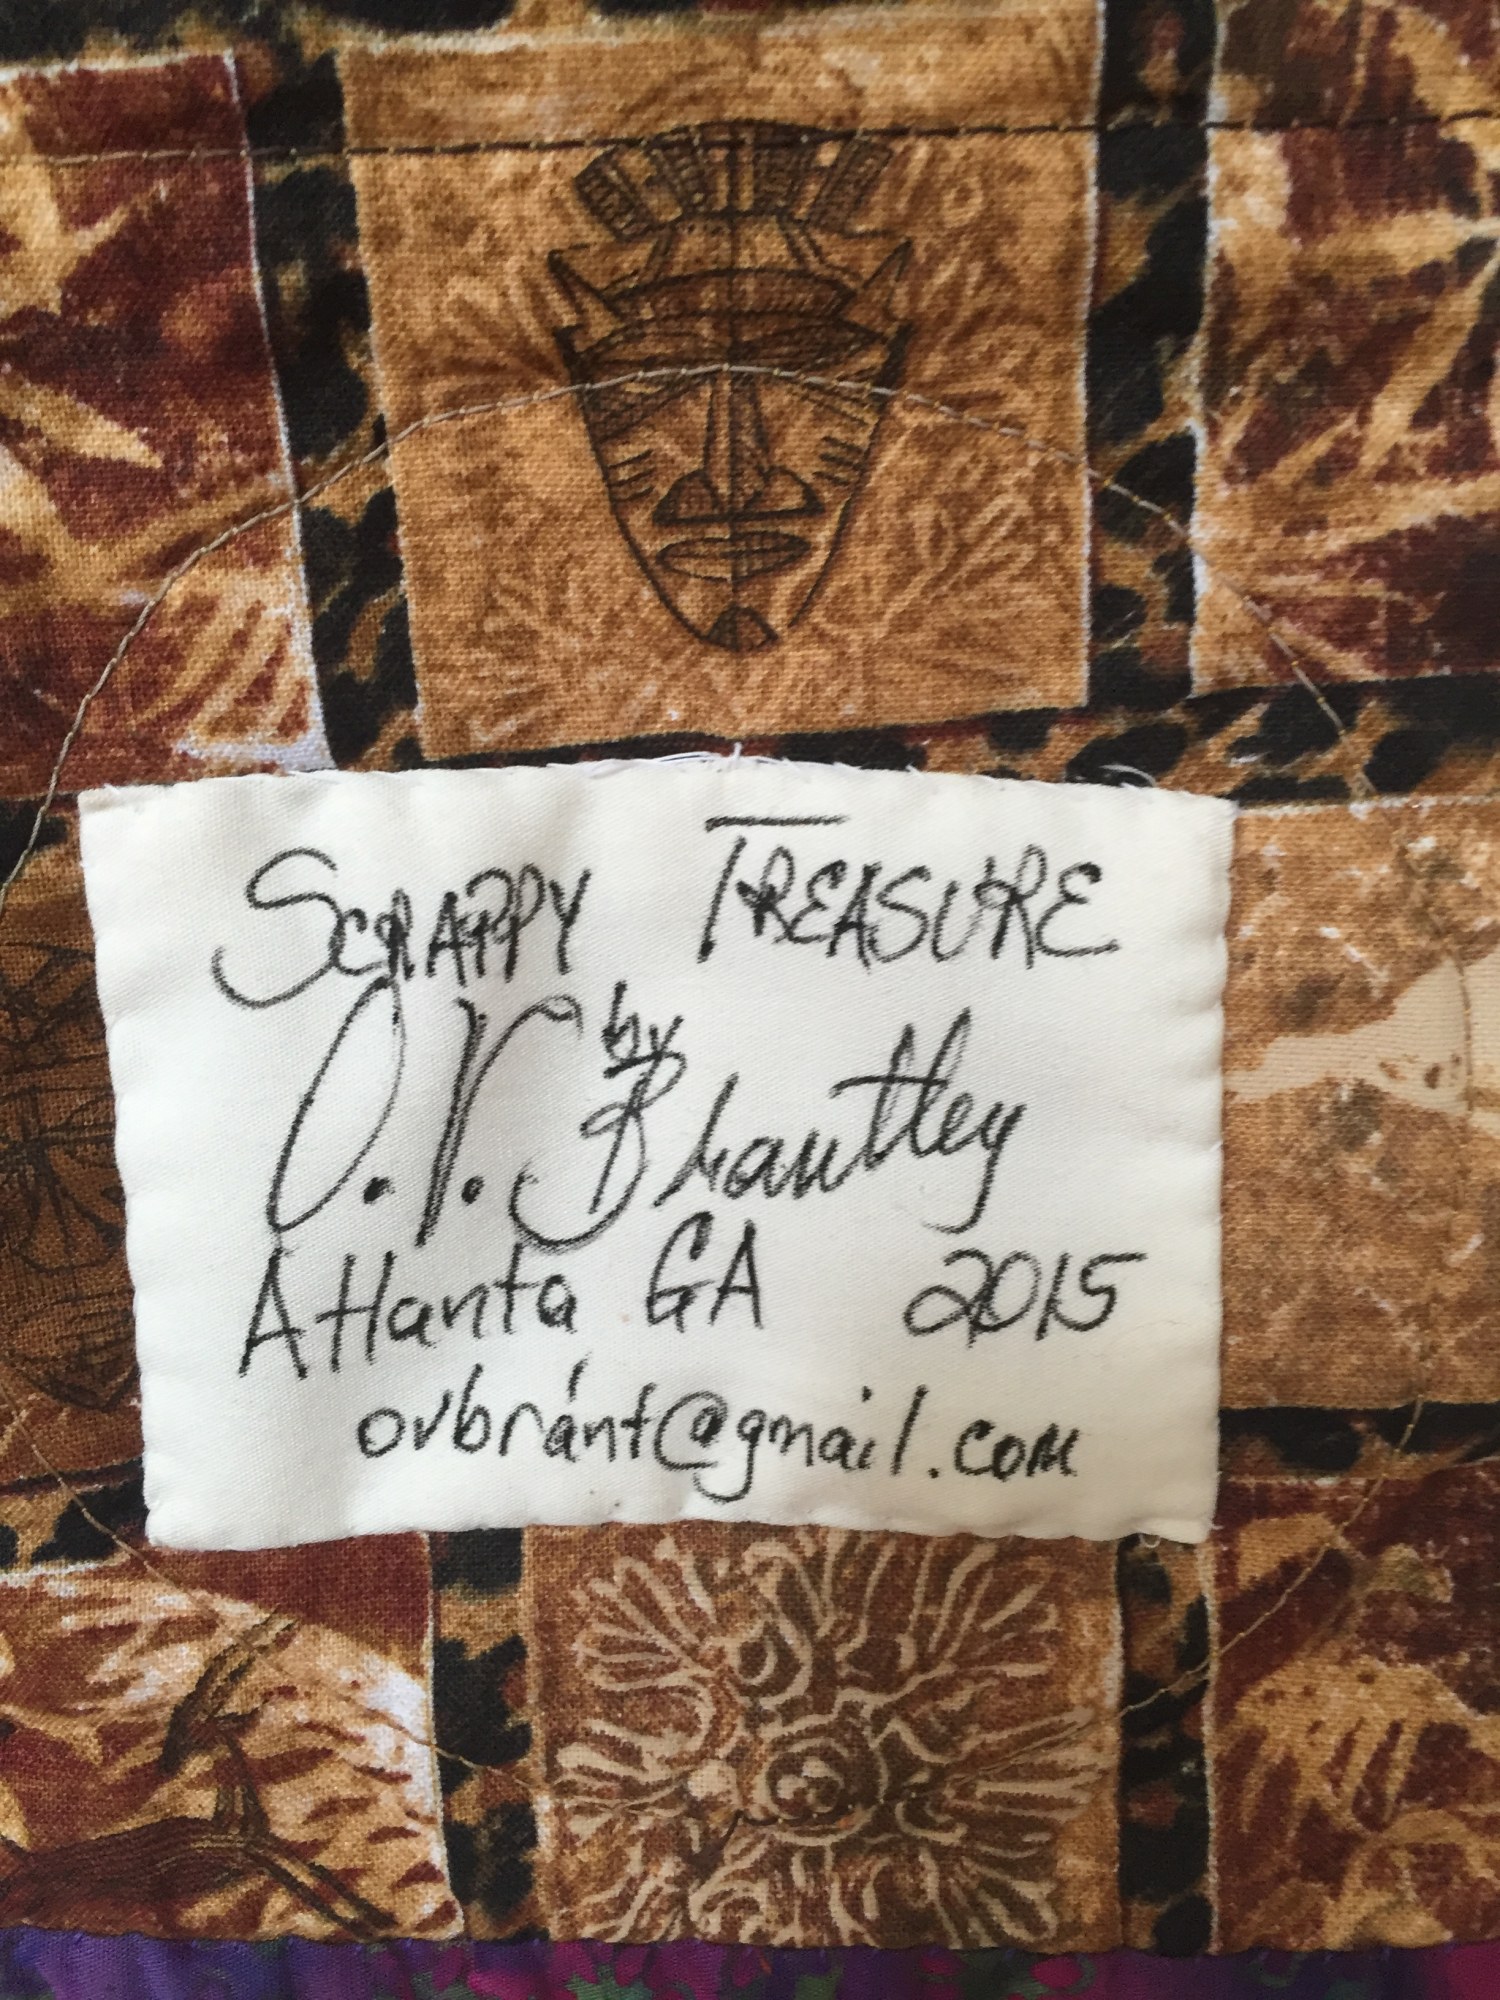 SCRAPPY TREASURE
by
O.V. Brantley
Atlanta GA 2015
ovbrant@gmail.com